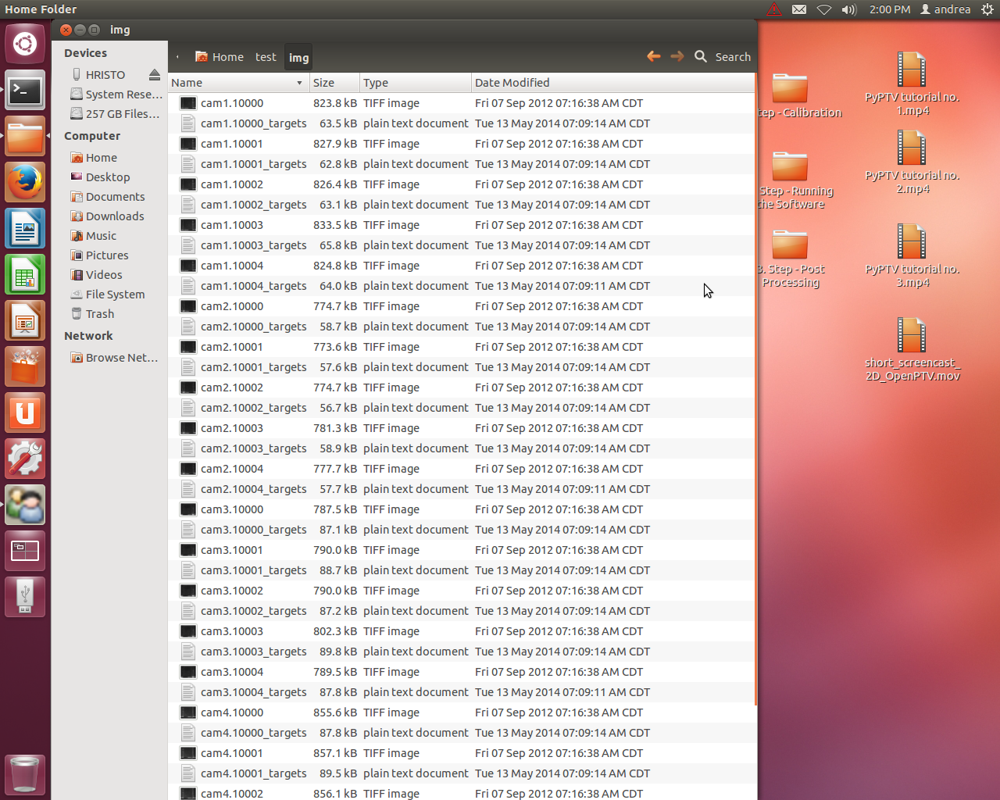 Home Folder
2:00 PM andrea
img
Devices
HRISTO
System Rese...
257 GB Files...
Computer
Home
Desktop
Documents
Downloads
Music
Pictures
Videos
File System
Trash
Network
Browse Net...
Home test img Search
Name Size Type Date Modified
cam1.10000 823.8 kB TIFF image Fri 07 Sep 2012 07:16:38 AM CDT
cam1.10000_targets 63.5 kB plain text document Tue 13 May 2014 07:09:14 AM CDT
cam1.10001 827.9 kB TIFF image Fri 07 Sep 2012 07:16:38 AM CDT
cam1.10001_targets 62.8 kB plain text document Tue 13 May 2014 07:09:14 AM CDT
cam1.10002 826.4 kB TIFF image Fri 07 Sep 2012 07:16:38 AM CDT
cam1.10002_targets 63.1 kB plain text document Tue 13 May 2014 07:09:14 AM CDT
cam1.10003 833.5 kB TIFF image Fri 07 Sep 2012 07:16:38 AM CDT
cam1.10003_targets 65.8 kB plain text document Tue 13 May 2014 07:09:14 AM CDT
cam1.10004 824.8 kB TIFF image Fri 07 Sep 2012 07:16:38 AM CDT
cam1.10004_targets 64.0 kB plain text document Tue 13 May 2014 07:09:11 AM CDT
cam2.10000 774.7 kB TIFF image Fri 07 Sep 2012 07:16:38 AM CDT
cam2.10000_targets 58.7 kB plain text document Tue 13 May 2014 07:09:14 AM CDT
cam2.10001 773.6 kB TIFF image Fri 07 Sep 2012 07:16:38 AM CDT
cam2.10001_targets 57.6 kB plain text document Tue 13 May 2014 07:09:14 AM CDT
cam2.10002 774.7 kB TIFF image Fri 07 Sep 2012 07:16:38 AM CDT
cam2.10002_targets 56.7 kB plain text document Tue 13 May 2014 07:09:14 AM CDT
cam2.10003 781.3 kB TIFF image Fri 07 Sep 2012 07:16:38 AM CDT
cam2.10003_targets 58.9 kB plain text document Tue 13 May 2014 07:09:14 AM CDT
cam2.10004 777.7 kB TIFF image Fri 07 Sep 2012 07:16:38 AM CDT
cam2.10004_targets 57.7 kB plain text document Tue 13 May 2014 07:09:11 AM CDT
cam3.10000 787.5 kB TIFF image Fri 07 Sep 2012 07:16:38 AM CDT
cam3.10000_targets 87.1 kB plain text document Tue 13 May 2014 07:09:14 AM CDT
cam3.10001 790.0 kB TIFF image Fri 07 Sep 2012 07:16:38 AM CDT
cam3.10001_targets 88.7 kB plain text document Tue 13 May 2014 07:09:14 AM CDT
cam3.10002 790.0 kB TIFF image Fri 07 Sep 2012 07:16:38 AM CDT
cam3.10002_targets 87.2 kB plain text document Tue 13 May 2014 07:09:14 AM CDT
cam3.10003 802.3 kB TIFF image Fri 07 Sep 2012 07:16:38 AM CDT
cam3.10003_targets 89.8 kB plain text document Tue 13 May 2014 07:09:14 AM CDT
cam3.10004 789.5 kB TIFF image Fri 07 Sep 2012 07:16:38 AM CDT
cam3.10004_targets 87.8 kB plain text document Tue 13 May 2014 07:09:11 AM CDT
cam4.10000 855.6 kB TIFF image Fri 07 Sep 2012 07:16:38 AM CDT
cam4.10000_targets 87.8 kB plain text document Tue 13 May 2014 07:09:14 AM CDT
cam4.10001 857.1 kB TIFF image Fri 07 Sep 2012 07:16:38 AM CDT
cam4.10001_targets 89.5 kB plain text document Tue 13 May 2014 07:09:14 AM CDT
cam4.10002 856.1 kB TIFF image Fri 07 Sep 2012 07:16:38 AM CDT
tep - Calibration
Step - Running
the Software
3. Step - Post
Processing
PyPTV tutorial no.
1.mp4
PyPTV tutorial no.
2.mp4
PyPTV tutorial no.
3.mp4
short_screencast_
2D_OpenPTV.mov